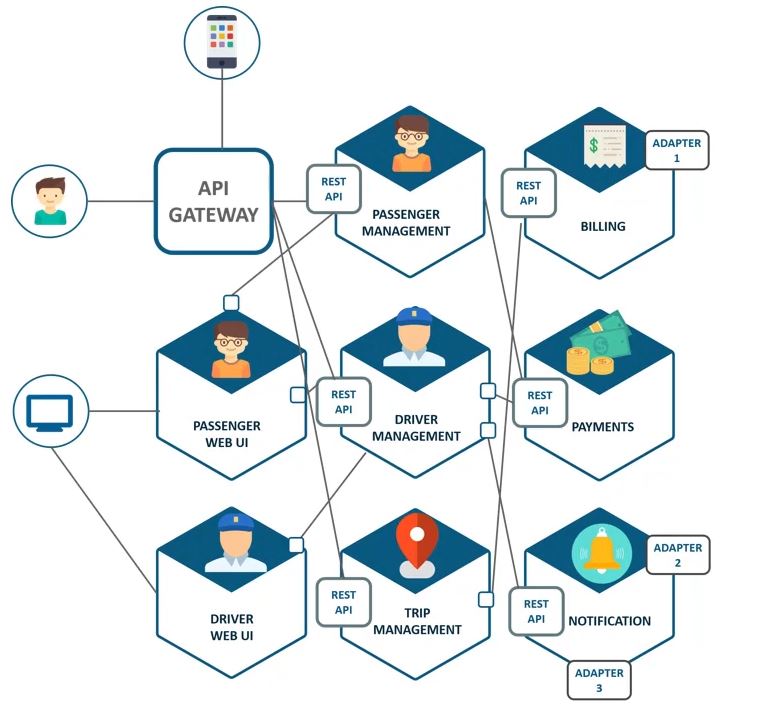 API
GATEWAY
REST
API
PASSENGER
MANAGEMENT
REST
API
BILLING
ADAPTER
1
PASSENGER
WEB UI
REST
API
DRIVER
MANAGEMENT
REST
API
PAYMENTS
DRIVER
WEB UI
REST
API
TRIP
MANAGEMENT
REST
API
NOTIFICATION
ADAPTER
2
ADAPTER
3